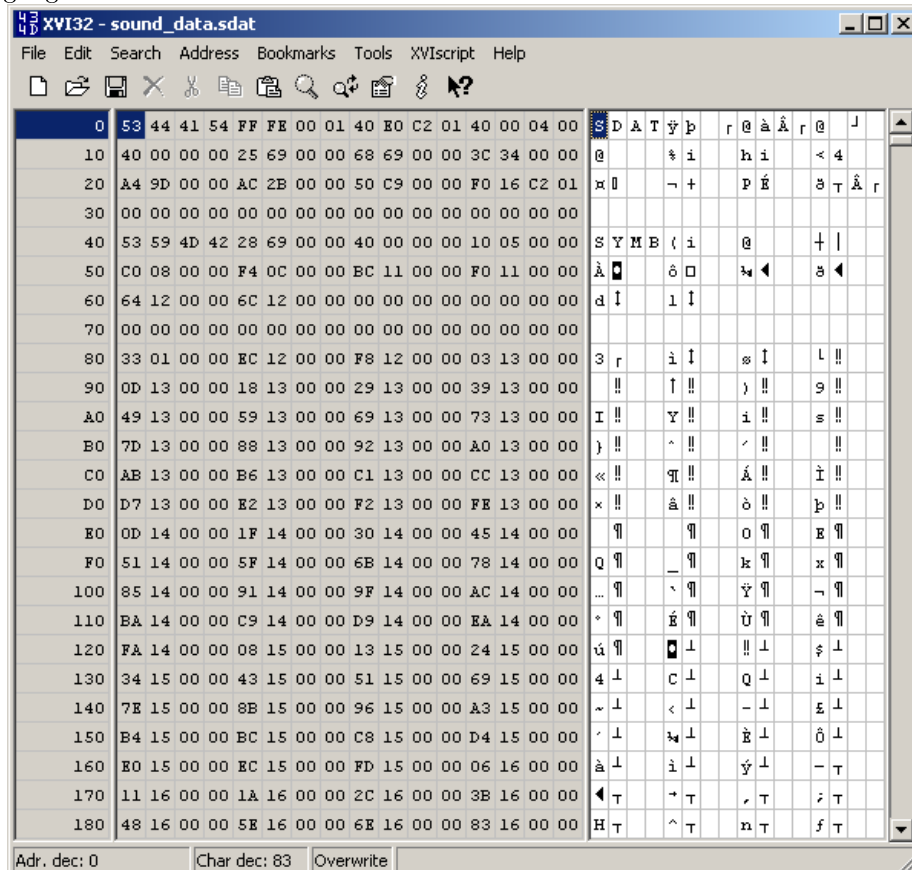 XVI32 - sound_data.sdat
File Edit Search Address Bookmarks Tools XVIscript Help
0 53 44 41 54 FF FE 00 01 40 E0 C2 01 40 00 04 00 S D A T ÿ þ ┌ @ à Â ┌ @ ┘
10 40 00 00 00 25 69 00 00 68 69 00 00 3C 34 00 00 @ % i h i < 4
20 A4 9D 00 00 AC 2B 00 00 50 C9 00 00 F0 16 C2 01 ¤ ¬ + P É ð ┬ Â ┌
30 00 00 00 00 00 00 00 00 00 00 00 00 00 00 00 00
40 53 59 4D 42 28 69 00 00 40 00 00 00 10 05 00 00 S Y M B ( i @ ┼ │
50 C0 08 00 00 F4 0C 00 00 BC 11 00 00 F0 11 00 00 À ◘ ô □ ¼ ◄ ð ◄
60 64 12 00 00 6C 12 00 00 00 00 00 00 00 00 00 00 d ↕ l ↕
70 00 00 00 00 00 00 00 00 00 00 00 00 00 00 00 00
80 33 01 00 00 EC 12 00 00 F8 12 00 00 03 13 00 00 3 ┌ ì ↕ ø ↕ └ ‼
90 0D 13 00 00 18 13 00 00 29 13 00 00 39 13 00 00 ‼ ↑ ‼ ) ‼ 9 ‼
A0 49 13 00 00 59 13 00 00 69 13 00 00 73 13 00 00 I ‼ Y ‼ i ‼ s ‼
B0 7D 13 00 00 88 13 00 00 92 13 00 00 A0 13 00 00 } ‼ ˆ ‼ ’ ‼ ‼
C0 AB 13 00 00 B6 13 00 00 C1 13 00 00 CC 13 00 00 « ‼ ¶ ‼ Á ‼ Ì ‼
D0 D7 13 00 00 E2 13 00 00 F2 13 00 00 FE 13 00 00 × ‼ â ‼ ò ‼ þ ‼
E0 0D 14 00 00 1F 14 00 00 30 14 00 00 45 14 00 00 ¶ ¶ 0 ¶ E ¶
F0 51 14 00 00 5F 14 00 00 6B 14 00 00 78 14 00 00 Q ¶ _ ¶ k ¶ x ¶
100 85 14 00 00 91 14 00 00 9F 14 00 00 AC 14 00 00 … ¶ ‘ ¶ Ÿ ¶ ¬ ¶
110 BA 14 00 00 C9 14 00 00 D9 14 00 00 EA 14 00 00 º ¶ É ¶ Ù ¶ ê ¶
120 FA 14 00 00 08 15 00 00 13 15 00 00 24 15 00 00 ú ¶ ◘ ┴ ‼ ┴ $ ┴
130 34 15 00 00 43 15 00 00 51 15 00 00 69 15 00 00 4 ┴ C ┴ Q ┴ i ┴
140 7E 15 00 00 8B 15 00 00 96 15 00 00 A3 15 00 00 ~ ┴ ‹ ┴ – ┴ £ ┴
150 B4 15 00 00 BC 15 00 00 C8 15 00 00 D4 15 00 00 ´ ┴ ¼ ┴ È ┴ Ô ┴
160 E0 15 00 00 EC 15 00 00 FD 15 00 00 06 16 00 00 à ┴ ì ┴ ý ┴ – ┬
170 11 16 00 00 1A 16 00 00 2C 16 00 00 3B 16 00 00 ◄ ┬ → ┬ , ┬ ; ┬
180 48 16 00 00 5E 16 00 00 6E 16 00 00 83 16 00 00 H ┬ ^ ┬ n ┬ ƒ ┬
Adr. dec: 0 Char dec: 83 Overwrite